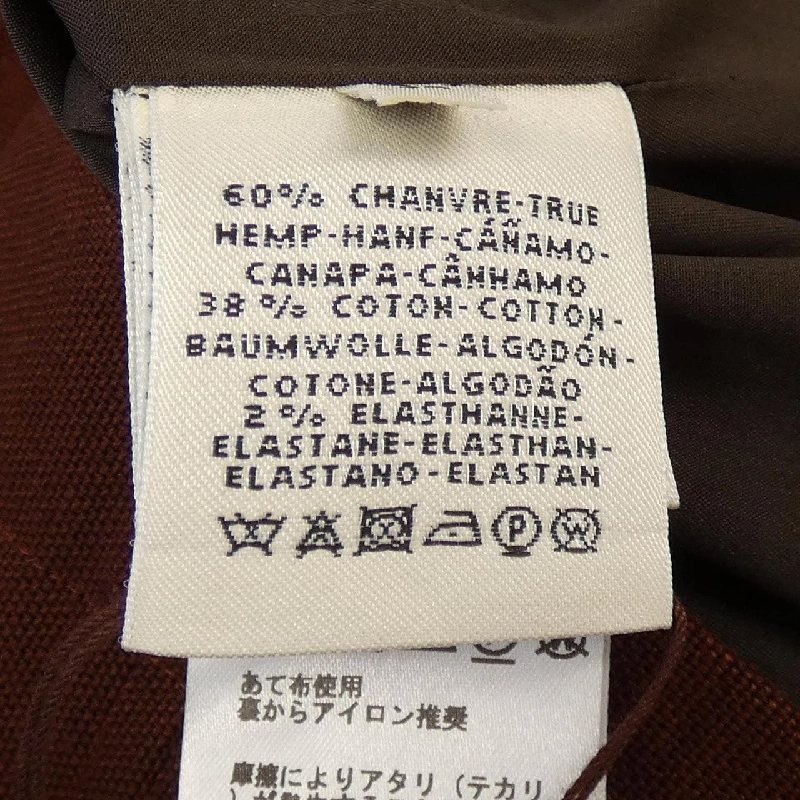 60% CHANVRE-TRUE
HEMP-HANF-CÁÑAMO-
CANAPA-CÂNHAMO
38% COTON-COTTON-
BAUMWOLLE-ALGODÓN-
COTONE-ALGODÃO
2% ELASTHANNE-
ELASTANE-ELASTHAN-
ELASTANO-ELASTAN
P W
あて布使用
裏からアイロン推奨
摩擦によりアタリ（テカリ